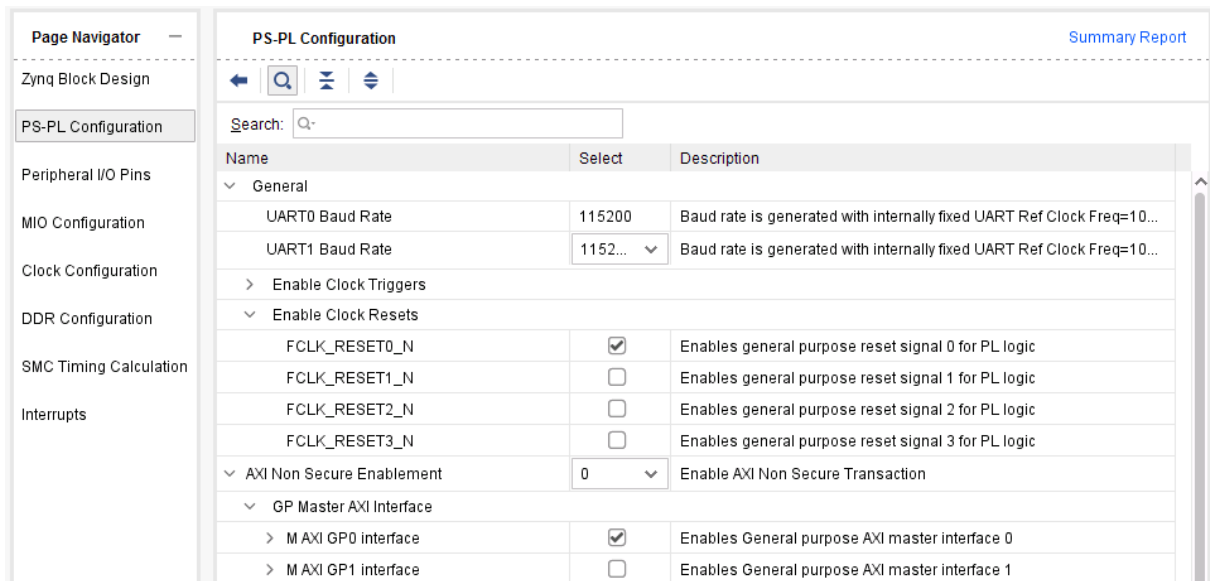 Page Navigator
Zynq Block Design
PS-PL Configuration
Peripheral I/O Pins
MIO Configuration
Clock Configuration
DDR Configuration
SMC Timing Calculation
Interrupts
PS-PL Configuration Summary Report
Search:
Name Select Description
General
UART0 Baud Rate 115200 Baud rate is generated with internally fixed UART Ref Clock Freq=10...
UART1 Baud Rate 1152... Baud rate is generated with internally fixed UART Ref Clock Freq=10...
Enable Clock Triggers
Enable Clock Resets
FCLK_RESET0_N Enables general purpose reset signal 0 for PL logic
FCLK_RESET1_N Enables general purpose reset signal 1 for PL logic
FCLK_RESET2_N Enables general purpose reset signal 2 for PL logic
FCLK_RESET3_N Enables general purpose reset signal 3 for PL logic
AXI Non Secure Enablement 0 Enable AXI Non Secure Transaction
GP Master AXI Interface
M AXI GP0 interface Enables General purpose AXI master interface 0
M AXI GP1 interface Enables General purpose AXI master interface 1